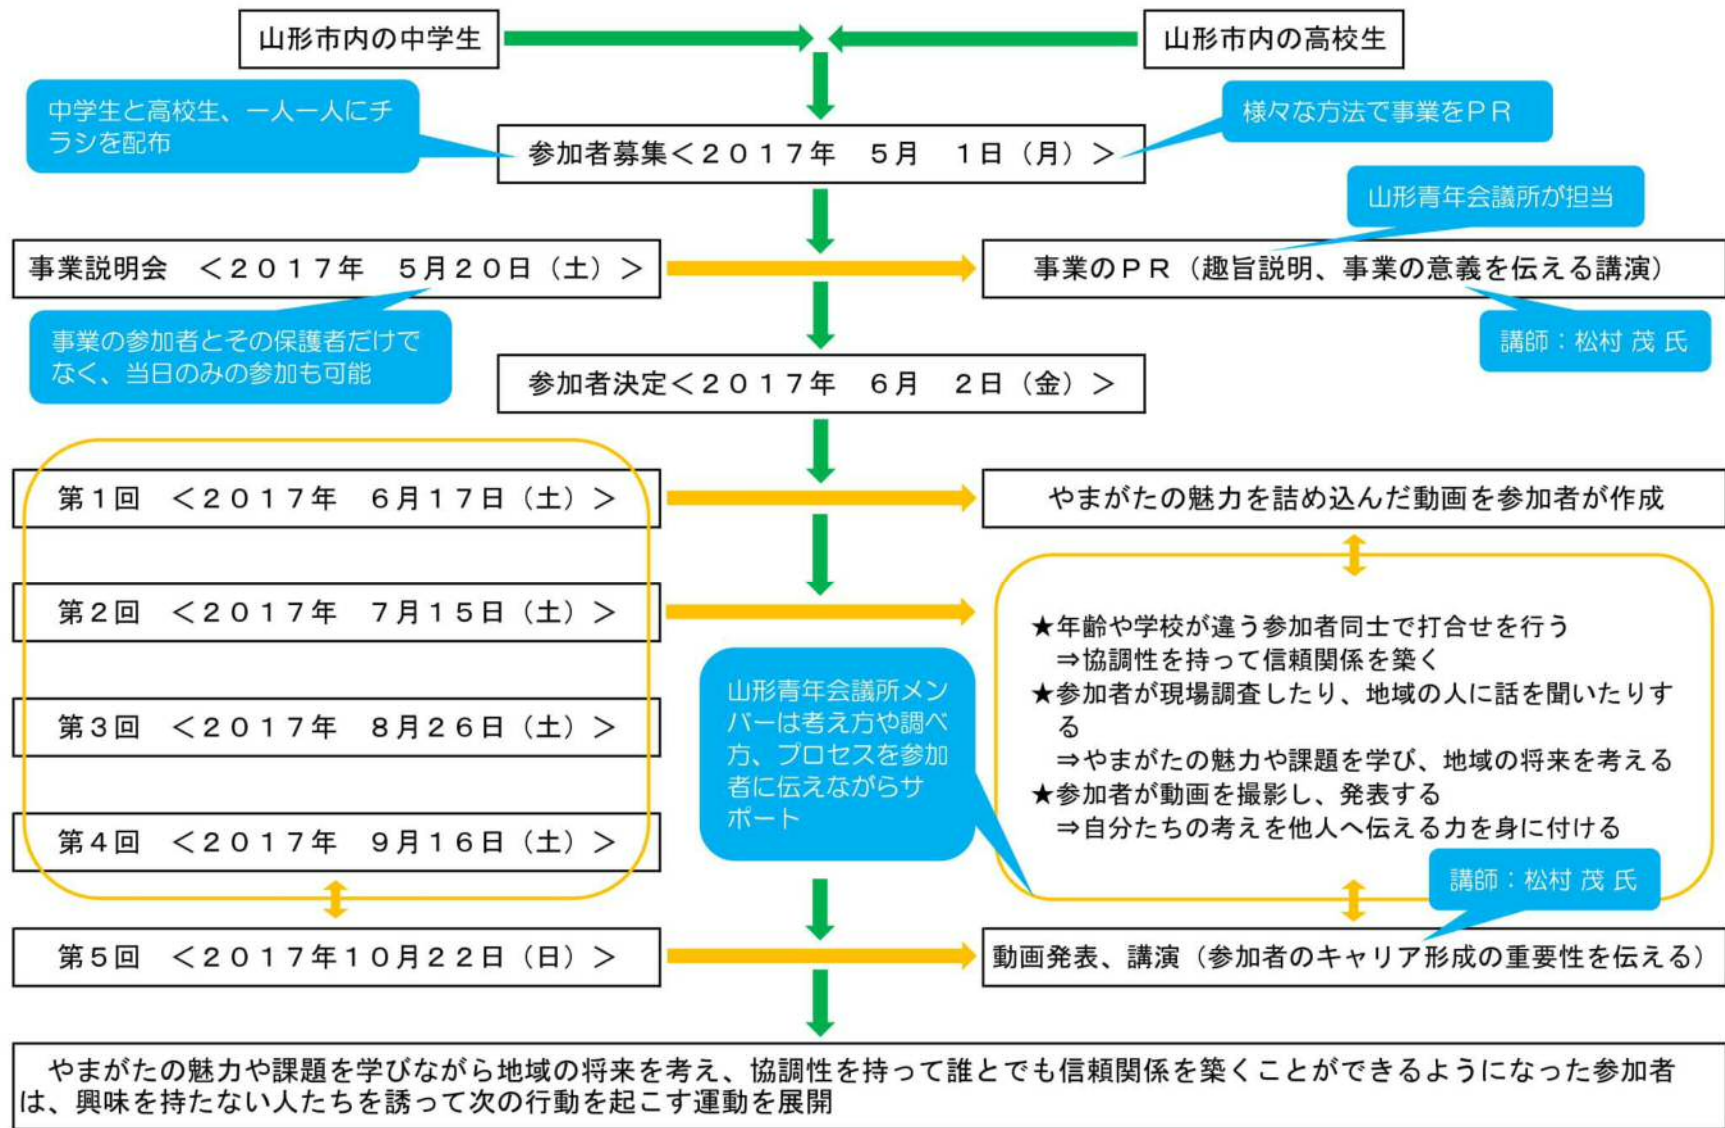 山形市内の中学生
山形市内の高校生
中学生と高校生、一人一人にチ
ラシを配布
様々な方法で事業をＰＲ
参加者募集＜２０１７年　５月　１日（月）＞
山形青年会議所が担当
事業説明会　＜２０１７年　５月２０日（土）＞
事業のＰＲ（趣旨説明、事業の意義を伝える講演）
事業の参加者とその保護者だけで
なく、当日のみの参加も可能
講師：松村 茂 氏
参加者決定＜２０１７年　６月　２日（金）＞
第１回　＜２０１７年　６月１７日（土）＞
やまがたの魅力を詰め込んだ動画を参加者が作成
第２回　＜２０１７年　７月１５日（土）＞
第３回　＜２０１７年　８月２６日（土）＞
第４回　＜２０１７年　９月１６日（土）＞
山形青年会議所メン
バーは考え方や調べ
方、プロセスを参加
者に伝えながらサ
ポート
★年齢や学校が違う参加者同士で打合せを行う
⇒協調性を持って信頼関係を築く
★参加者が現場調査したり、地域の人に話を聞いたりす
る
⇒やまがたの魅力や課題を学び、地域の将来を考える
★参加者が動画を撮影し、発表する
⇒自分たちの考えを他人へ伝える力を身に付ける
講師：松村 茂 氏
第５回　＜２０１７年１０月２２日（日）＞
動画発表、講演（参加者のキャリア形成の重要性を伝える）
やまがたの魅力や課題を学びながら地域の将来を考え、協調性を持って誰とでも信頼関係を築くことができるようになった参加者
は、興味を持たない人たちを誘って次の行動を起こす運動を展開